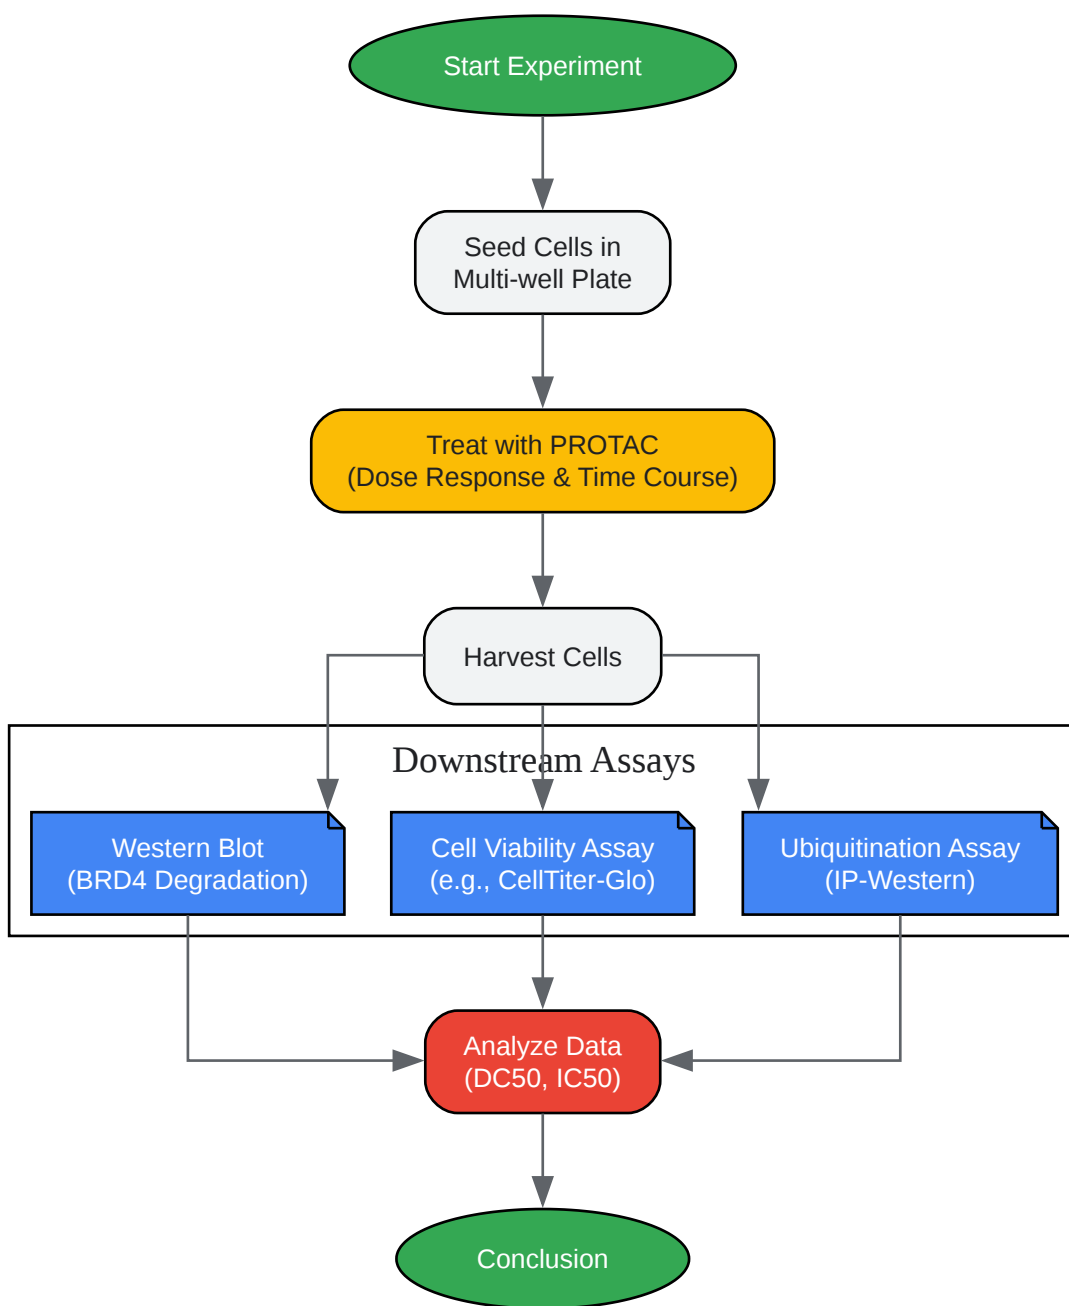 Start Experiment
Seed Cells in
Multi-well Plate
Treat with PROTAC
(Dose Response & Time Course)
Harvest Cells
Downstream Assays
Western Blot
(BRD4 Degradation)
Cell Viability Assay
(e.g., CellTiter-Glo)
Ubiquitination Assay
(IP-Western)
Analyze Data
(DC50, IC50)
Conclusion